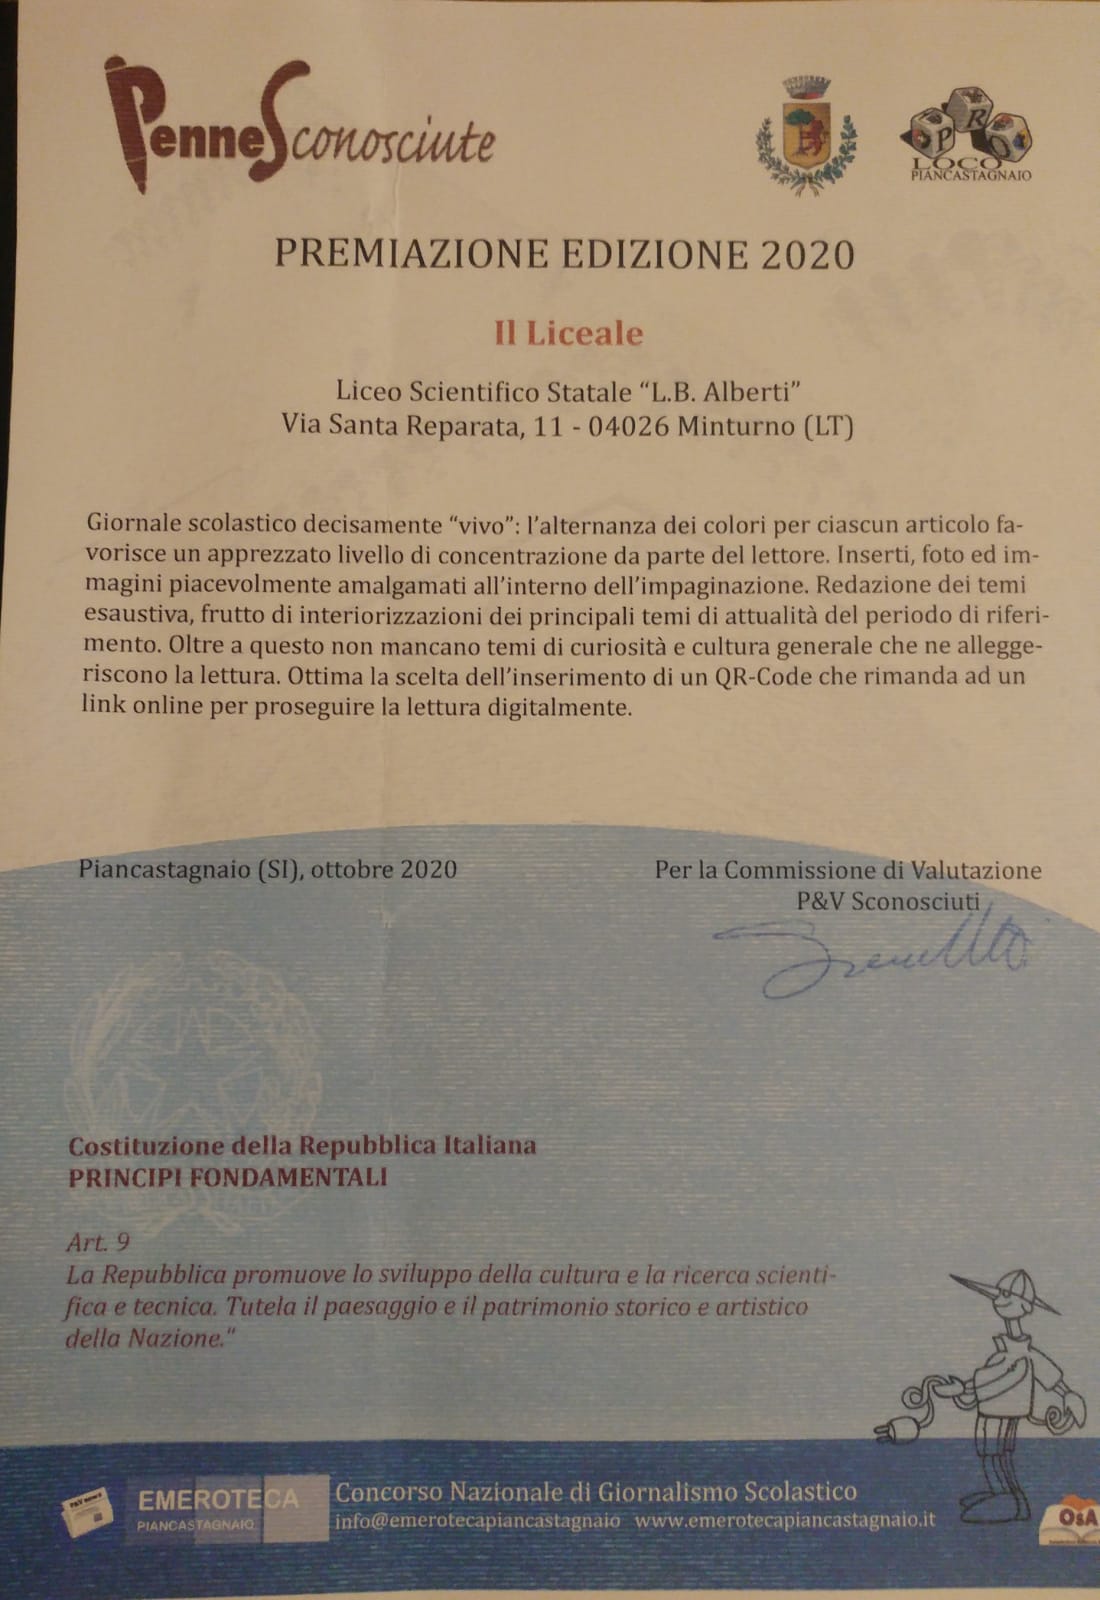 PenneSconosciute
PRO
LOCO
PIANCASTAGNAIO
PREMIAZIONE EDIZIONE 2020
Il Liceale
Liceo Scientifico Statale “L.B. Alberti”
Via Santa Reparata, 11 - 04026 Minturno (LT)
Giornale scolastico decisamente “vivo”: l’alternanza dei colori per ciascun articolo fa-
vorisce un apprezzato livello di concentrazione da parte del lettore. Inserti, foto ed im-
magini piacevolmente amalgamati all’interno dell’impaginazione. Redazione dei temi
esaustiva, frutto di interiorizzazioni dei principali temi di attualità del periodo di riferi-
mento. Oltre a questo non mancano temi di curiosità e cultura generale che ne allegge-
riscono la lettura. Ottima la scelta dell’inserimento di un QR-Code che rimanda ad un
link online per proseguire la lettura digitalmente.
Piancastagnaio (SI), ottobre 2020
Per la Commissione di Valutazione
P&V Sconosciuti
Costituzione della Repubblica Italiana
PRINCIPI FONDAMENTALI
Art. 9
La Repubblica promuove lo sviluppo della cultura e la ricerca scienti-
fica e tecnica. Tutela il paesaggio e il patrimonio storico e artistico
della Nazione."
EMEROTECA
PIANCASTAGNAIO
Concorso Nazionale di Giornalismo Scolastico
info@emerotecapiancastagnaio www.emerotecapiancastagnaio.it
OsA